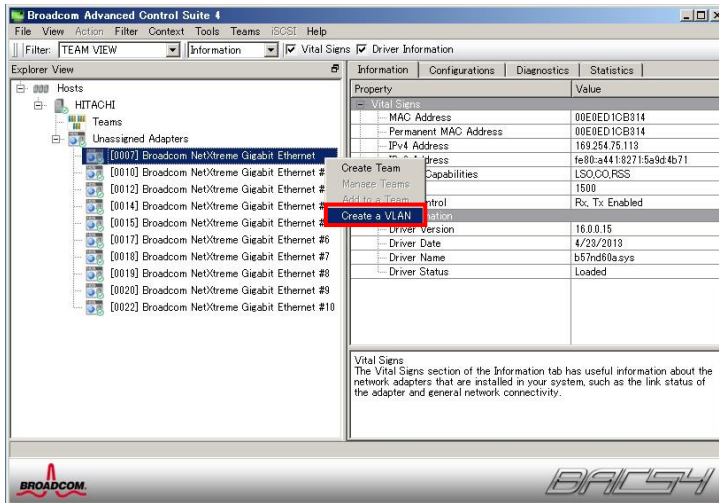 Broadcom Advanced Control Suite 4
File View Action Filter Context Tools Teams iSCSI Help
Filter: TEAM VIEW Information Vital Signs Driver Information
Explorer View
Hosts
HITACHI
Teams
Unassigned Adapters
[0007] Broadcom NetXtreme Gigabit Ethernet
[0010] Broadcom NetXtreme Gigabit Ethernet #
[0012] Broadcom NetXtreme Gigabit Ethernet #
[0014] Broadcom NetXtreme Gigabit Ethernet #
[0015] Broadcom NetXtreme Gigabit Ethernet
[0017] Broadcom NetXtreme Gigabit Ethernet #6
[0018] Broadcom NetXtreme Gigabit Ethernet #7
[0019] Broadcom NetXtreme Gigabit Ethernet #8
[0020] Broadcom NetXtreme Gigabit Ethernet #9
[0022] Broadcom NetXtreme Gigabit Ethernet #10
Create Team
Manage Teams
Add to a Team
Create a VLAN
Information Configurations Diagnostics Statistics
Property Value
Vital Signs
MAC Address 00E0ED1CB314
Permanent MAC Address 00E0ED1CB314
IPv4 Address 169.254.75.113
fe80:a441:8271:5a9d:4b71
Capabilities LSO,CO,RSS
1500
Rx, Tx Enabled
Driver Version 16.0.0.15
Driver Date 4/23/2013
Driver Name b57nd60a.sys
Driver Status Loaded
Vital Signs
The Vital Signs section of the Information tab has useful information about the
network adapters that are installed in your system, such as the link status of
the adapter and general network connectivity.
BROADCOM.
BACS4